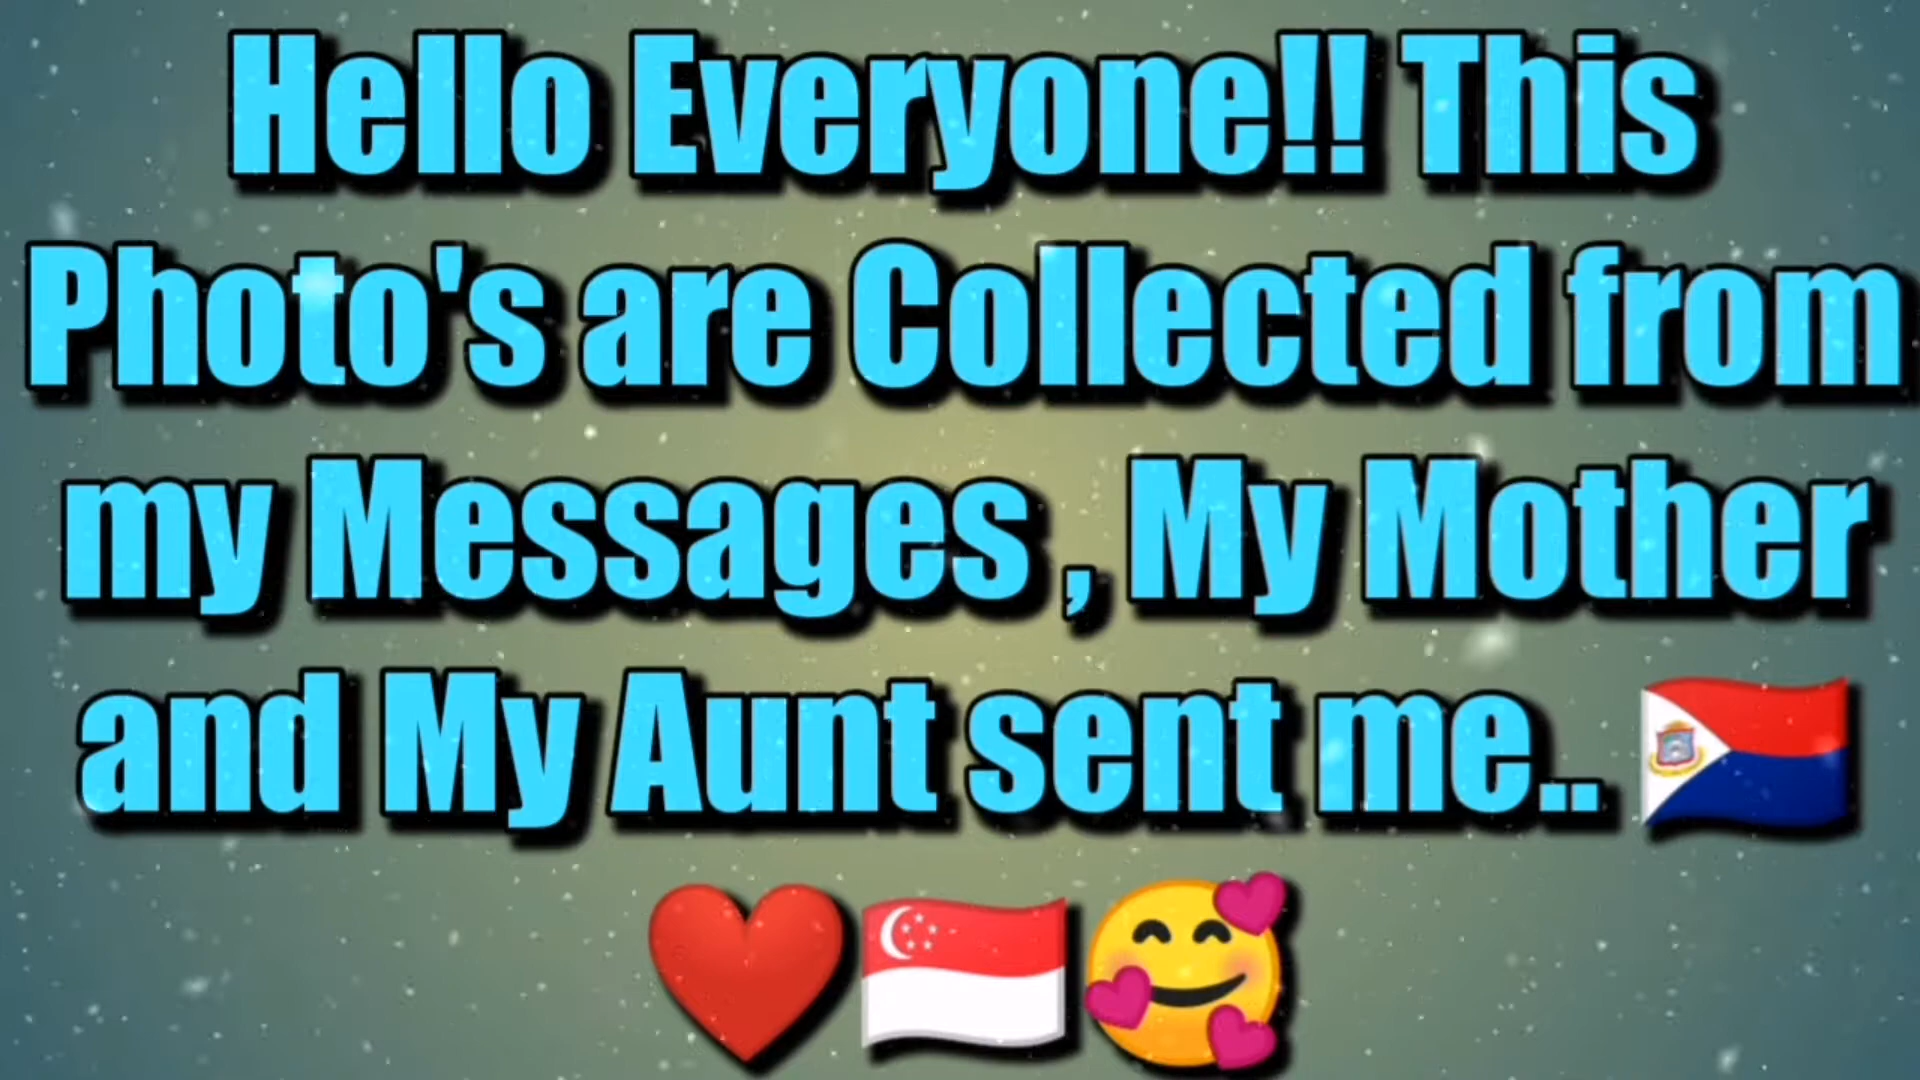 Hello Everyone!! This
Photo's are Collected from
my Messages , My Mother
and My Aunt sent me.. 🇸🇽
❤️🇸🇬🥰